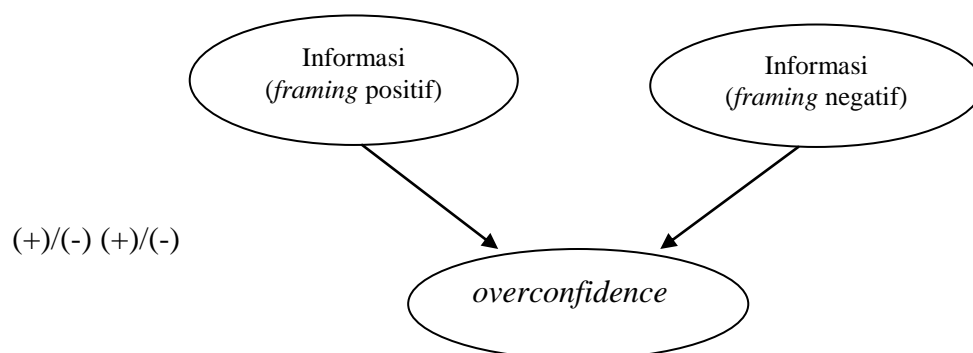 Informasi
(framing positif)
Informasi
(framing negatif)
(+)/(-) (+)/(-)
overconfidence